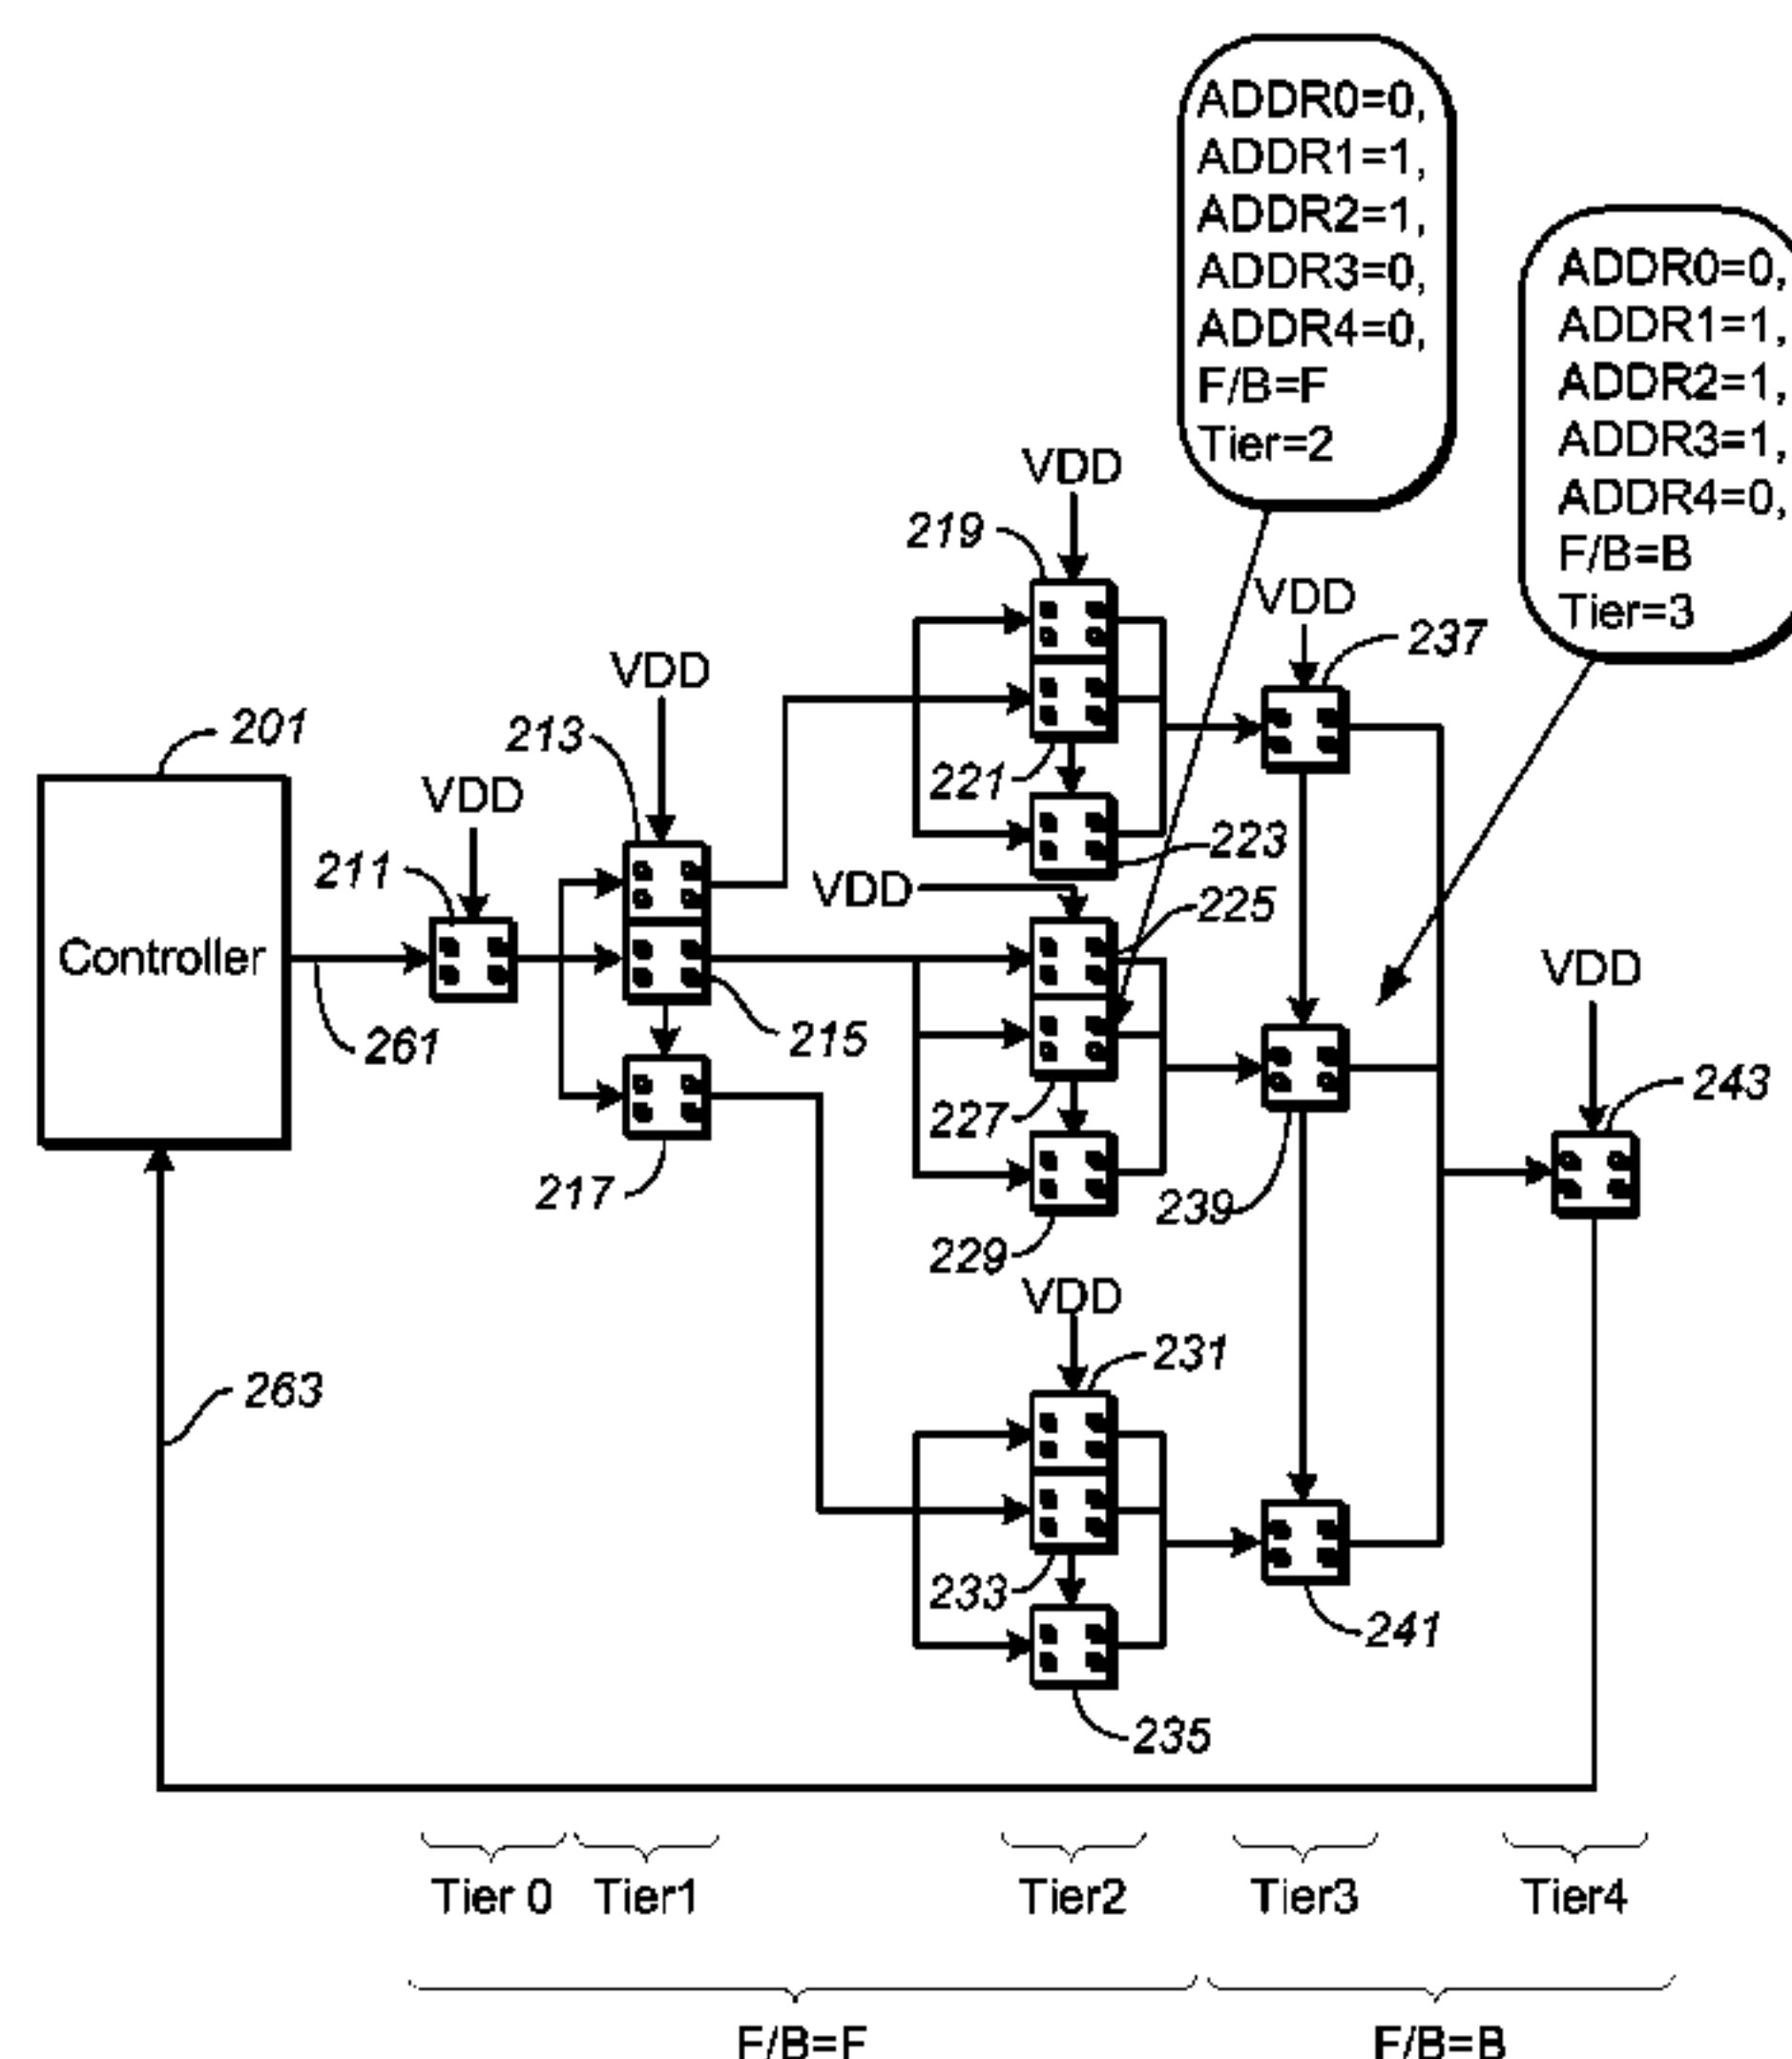 ADDR0=0,
ADDR1=1,
ADDR2=1,
ADDR3=0,
ADDR4=0,
F/B=F
Tier=2
ADDR0=0,
ADDR1=1,
ADDR2=1,
ADDR3=1,
ADDR4=0,
F/B=B
Tier=3
VDD
219
VDD
237
VDD
213
201
VDD
221
211
223
VDD
225
Controller
VDD
261
215
243
227
217
239
229
VDD
231
263
233
241
235
Tier 0
Tier1
Tier2
Tier3
Tier4
F/B=F
F/B=B